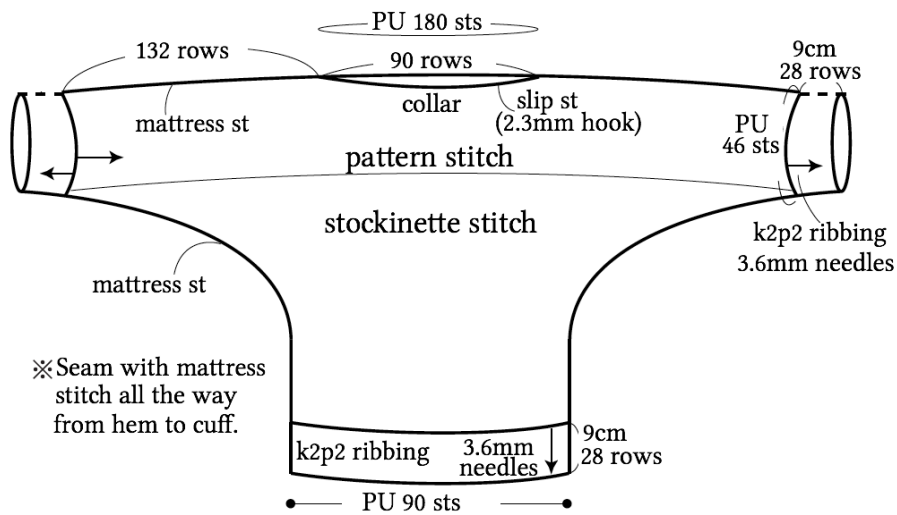 PU 180 sts
132 rows
90 rows
9cm
28 rows
collar
slip st
(2.3mm hook)
mattress st
PU
46 sts
pattern stitch
stockinette stitch
k2p2 ribbing
3.6mm needles
mattress st
※Seam with mattress
stitch all the way
from hem to cuff.
k2p2 ribbing
3.6mm
needles
9cm
28 rows
PU 90 sts